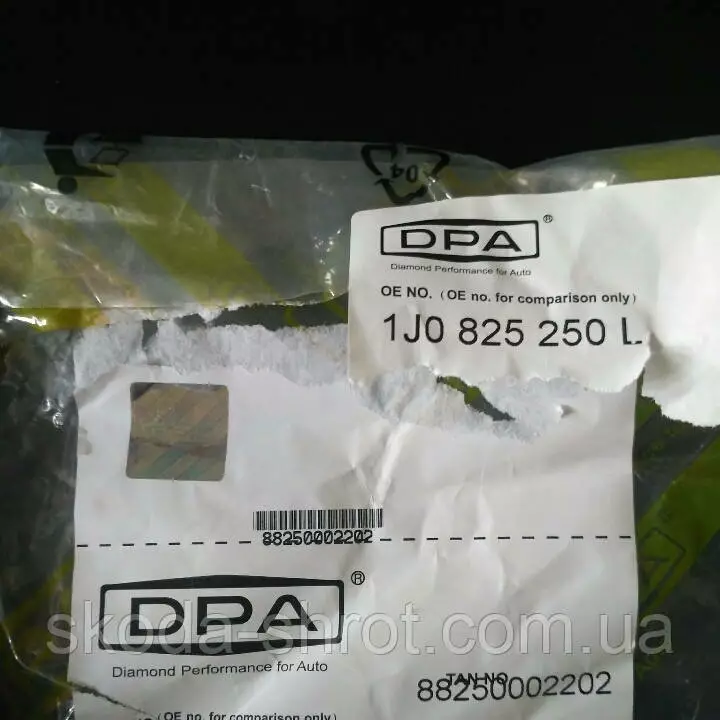 04
DPA®
Diamond Performance for Auto
OE NO. (OE no. for comparison only)
1J0 825 250 L
88250002202
DPA®
Diamond Performance for Auto
skoda-shrot.com.ua
TAN NO
88250002202
(OE no. for comparison only)